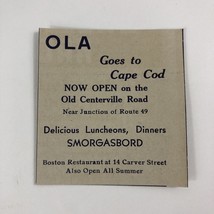 OLA
Goes to
Cape Cod
NOW OPEN on the
Old Centerville Road
Near Junction of Route 49
Delicious Luncheons, Dinners
SMORGASBORD
Boston Restaurant at 14 Carver Street
Also Open All Summer